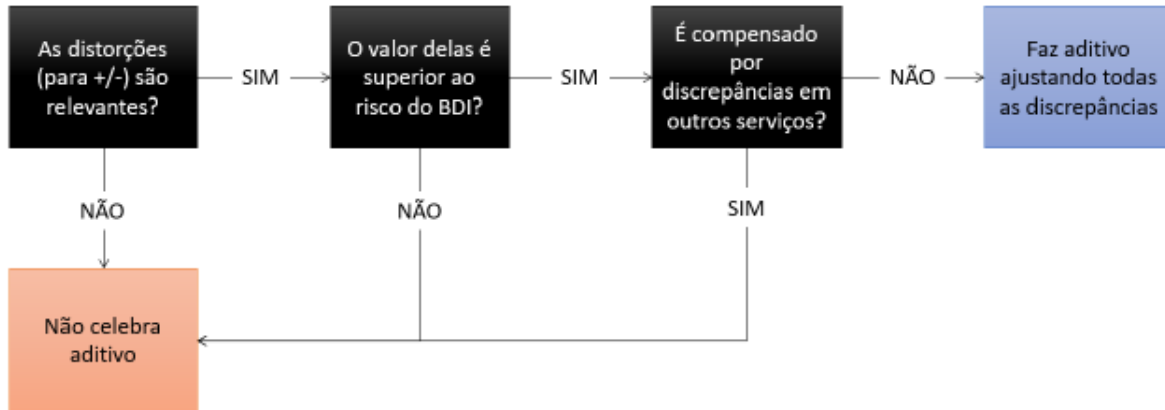 As distorções
(para +/-) são
relevantes?
SIM
O valor delas é
superior ao
risco do BDI?
SIM
É compensado
por
discrepâncias em
outros serviços?
NÃO
Faz aditivo
ajustando todas
as discrepâncias
NÃO
NÃO
SIM
Não celebra
aditivo